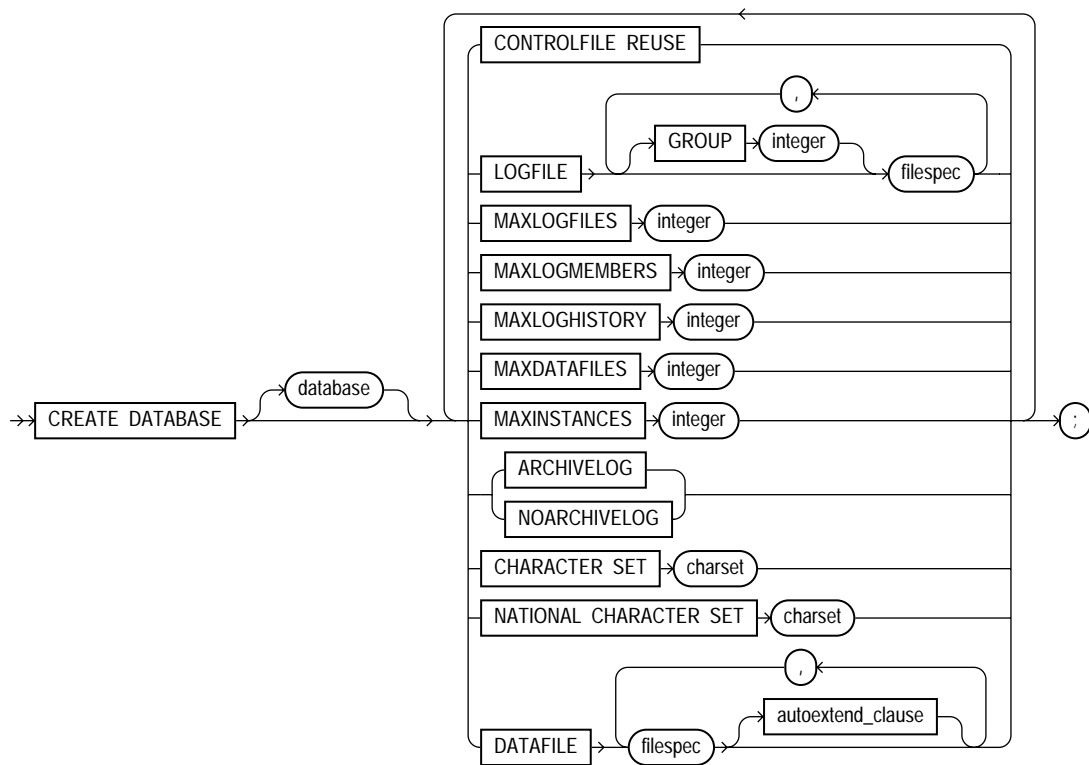 CONTROLFILE REUSE
,
GROUP integer
LOGFILE filespec
MAXLOGFILES integer
MAXLOGMEMBERS integer
MAXLOGHISTORY integer
MAXDATAFILES integer
database
CREATE DATABASE MAXINSTANCES integer ;
ARCHIVELOG
NOARCHIVELOG
CHARACTER SET charset
NATIONAL CHARACTER SET charset
,
autoextend_clause
DATAFILE filespec